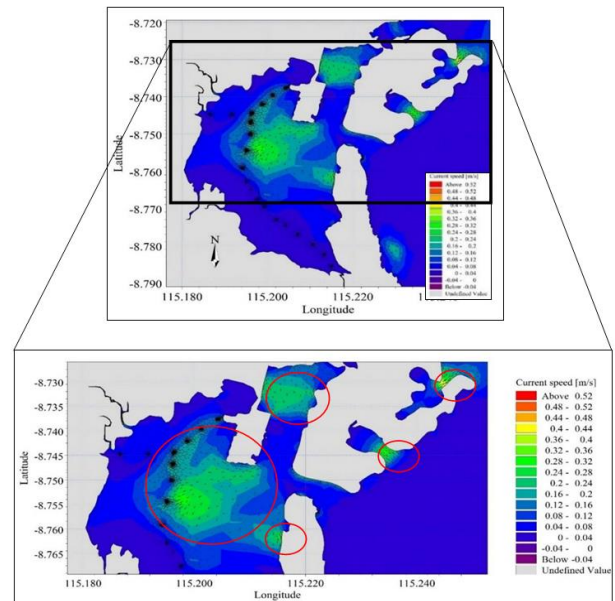 -8.720
-8.730
-8.740
-8.750
-8.760
-8.770
-8.780
-8.790
Latitude
N
115.180
115.200
115.220
Longitude
Current speed [m/s]
Above 0.52
0.48 - 0.52
0.44 - 0.48
0.4 - 0.44
0.36 - 0.4
0.32 - 0.36
0.28 - 0.32
0.24 - 0.28
0.2 - 0.24
0.16 - 0.2
0.12 - 0.16
0.08 - 0.12
0.04 - 0.08
0 - 0.04
-0.04 - 0
Below -0.04
Undefined Value
-8.730
-8.735
-8.740
-8.745
-8.750
-8.755
-8.760
-8.765
Latitude
115.180
115.200
115.220
115.240
Longitude
Current speed [m/s]
Above 0.52
0.48 - 0.52
0.44 - 0.48
0.4 - 0.44
0.36 - 0.4
0.32 - 0.36
0.28 - 0.32
0.24 - 0.28
0.2 - 0.24
0.16 - 0.2
0.12 - 0.16
0.08 - 0.12
0.04 - 0.08
0 - 0.04
-0.04 - 0
Below -0.04
Undefined Value